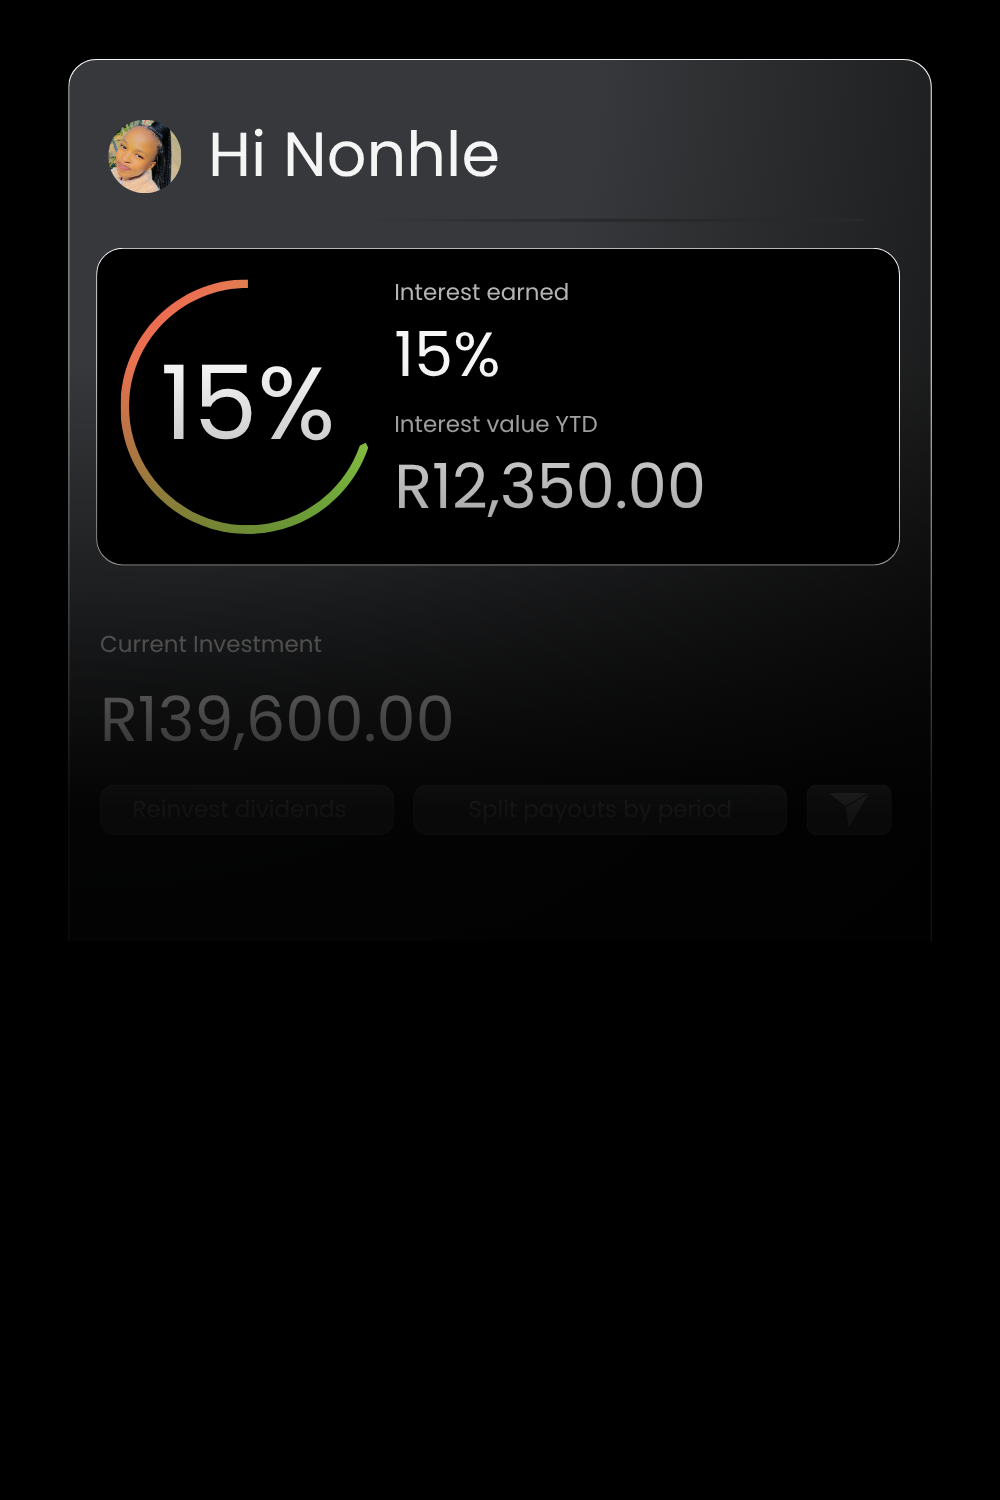 Hi Nonhle
15%
Interest earned
15%
Interest value YTD
R12,350.00
Current Investment
R139,600.00
Reinvest dividends
Split payouts by period